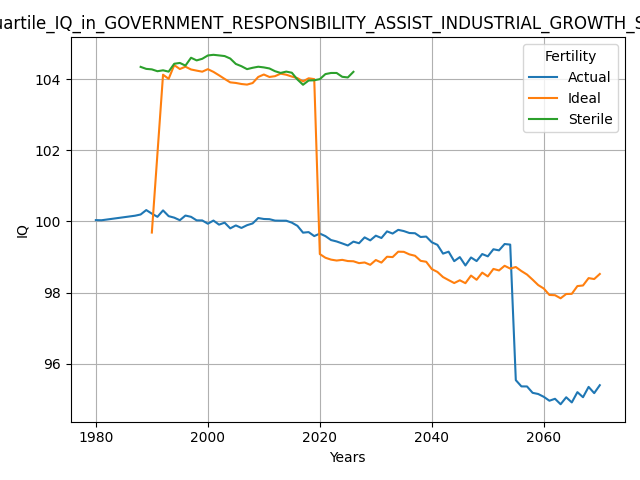 uartile_IQ_in_GOVERNMENT_RESPONSIBILITY_ASSIST_INDUSTRIAL_GROWTH_S
Fertility
Actual
Ideal
Sterile
IQ
104
102
100
98
96
1980
2000
2020
2040
2060
Years